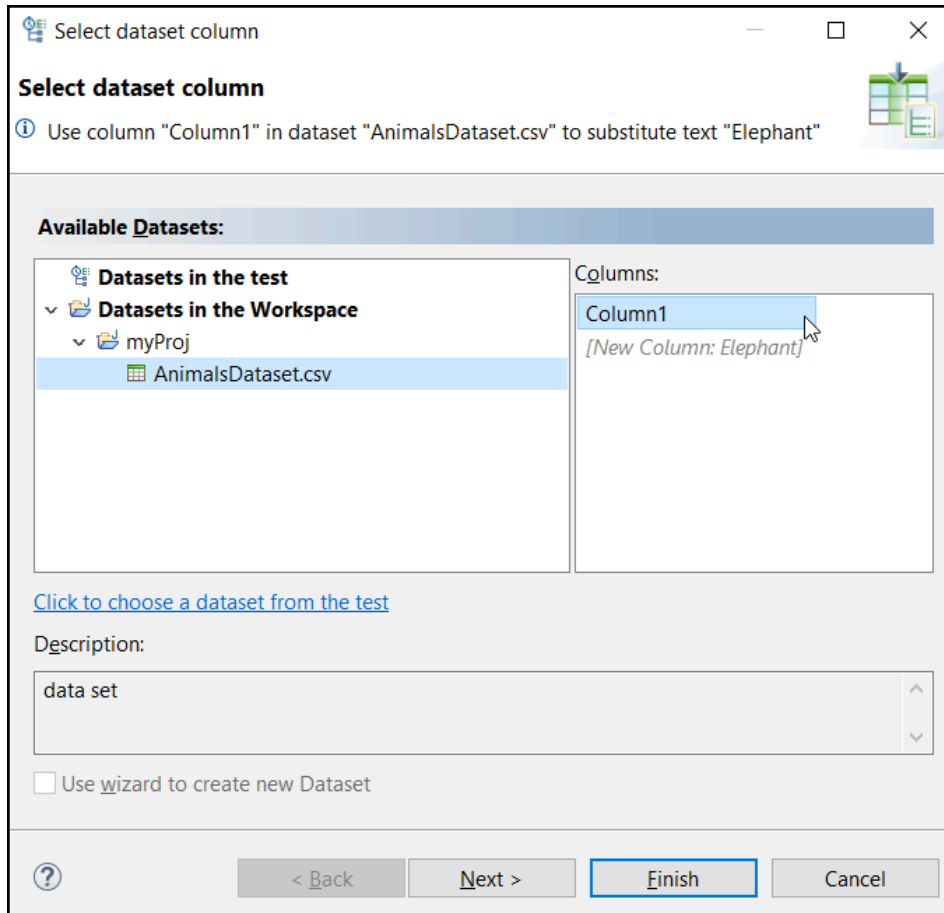 Select dataset column
Select dataset column
Use column "Column1" in dataset "AnimalsDataset.csv" to substitute text "Elephant"
Available Datasets:
Datasets in the test
Datasets in the Workspace
myProj
AnimalsDataset.csv
Columns:
Column1
[New Column: Elephant]
Click to choose a dataset from the test
Description:
data set
Use wizard to create new Dataset
< Back
Next >
Finish
Cancel